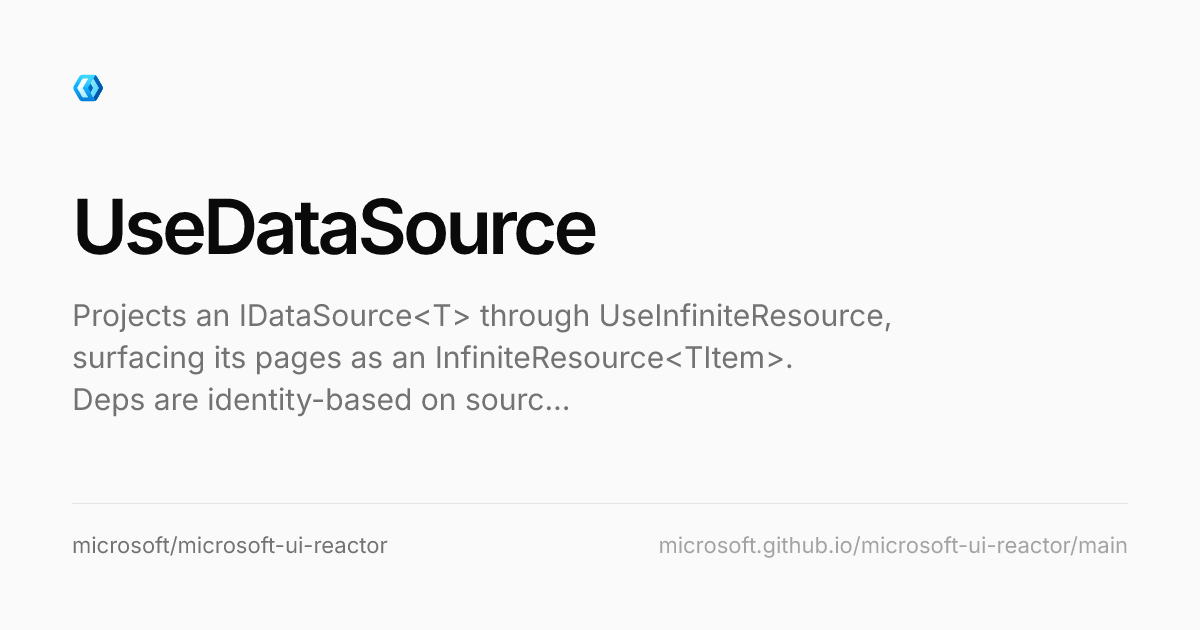 UseDataSource
Projects an IDataSource<T> through UseInfiniteResource,
surfacing its pages as an InfiniteResource<TItem>.
Deps are identity-based on sourc...
microsoft/microsoft-ui-reactor
microsoft.github.io/microsoft-ui-reactor/main